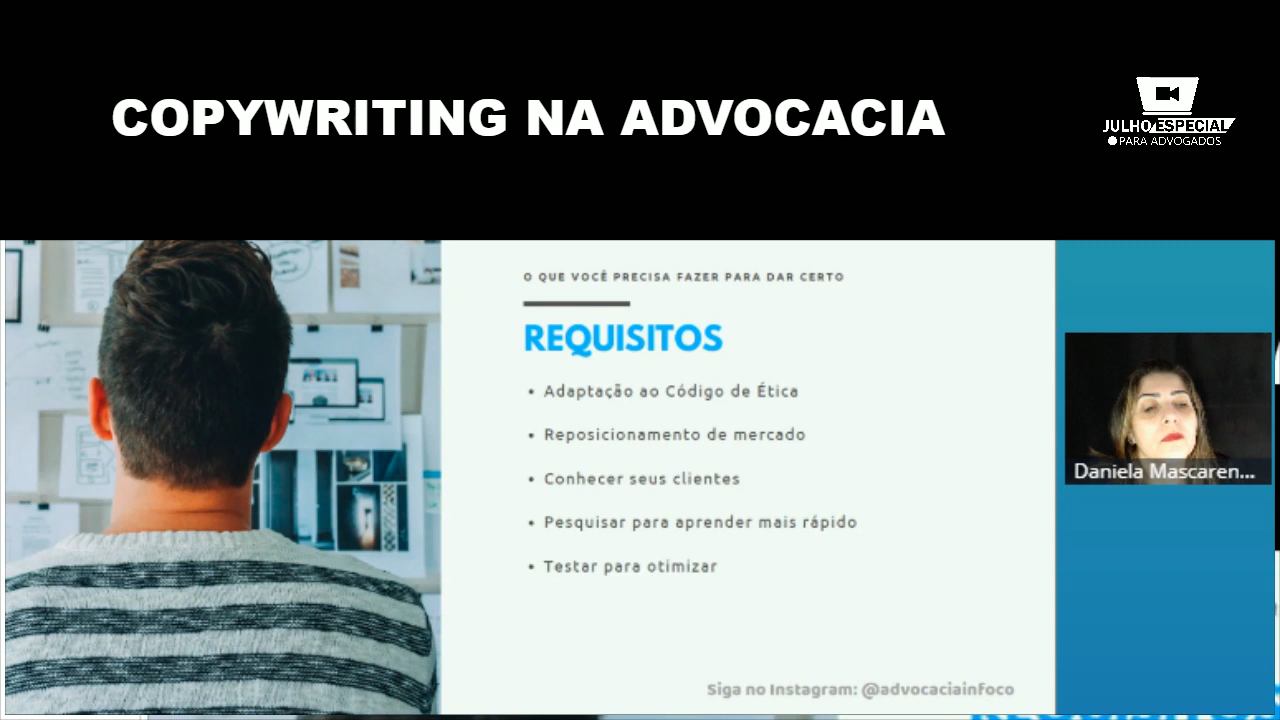 COPYWRITING NA ADVOCACIA
JULHO ESPECIAL
PARA ADVOGADOS
O QUE VOCÊ PRECISA FAZER PARA DAR CERTO
REQUISITOS
• Adaptação ao Código de Ética
• Reposicionamento de mercado
• Conhecer seus clientes
• Pesquisar para aprender mais rápido
• Testar para otimizar
Daniela Mascaren...
Siga no Instagram: @advocaciainfoco